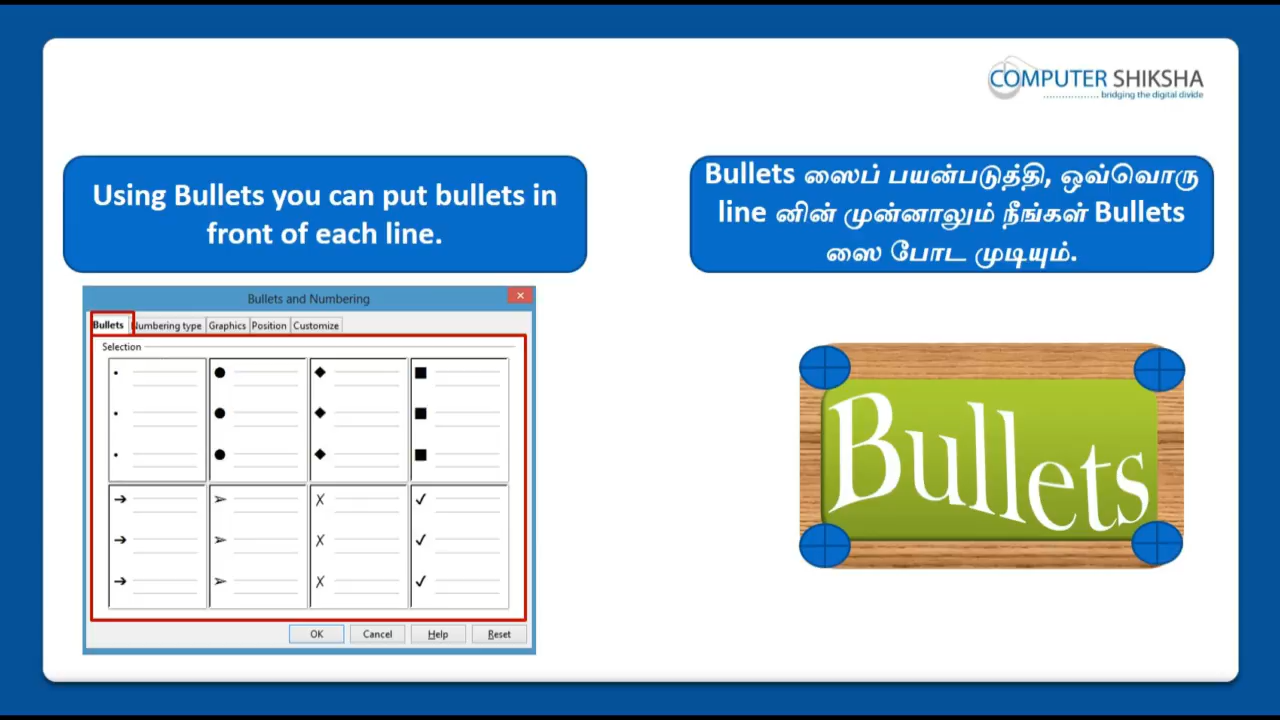 COMPUTER SHIKSHA
bridging the digital divide
Using Bullets you can put bullets in
front of each line.
Bullets ஸைப் பயன்படுத்தி, ஒவ்வொரு
line னின் முன்னாலும் நீங்கள் Bullets
ஸை போட முடியும்.
Bullets and Numbering
Bullets Numbering type Graphics Position Customize
Selection
OK Cancel Help Reset
Bullets